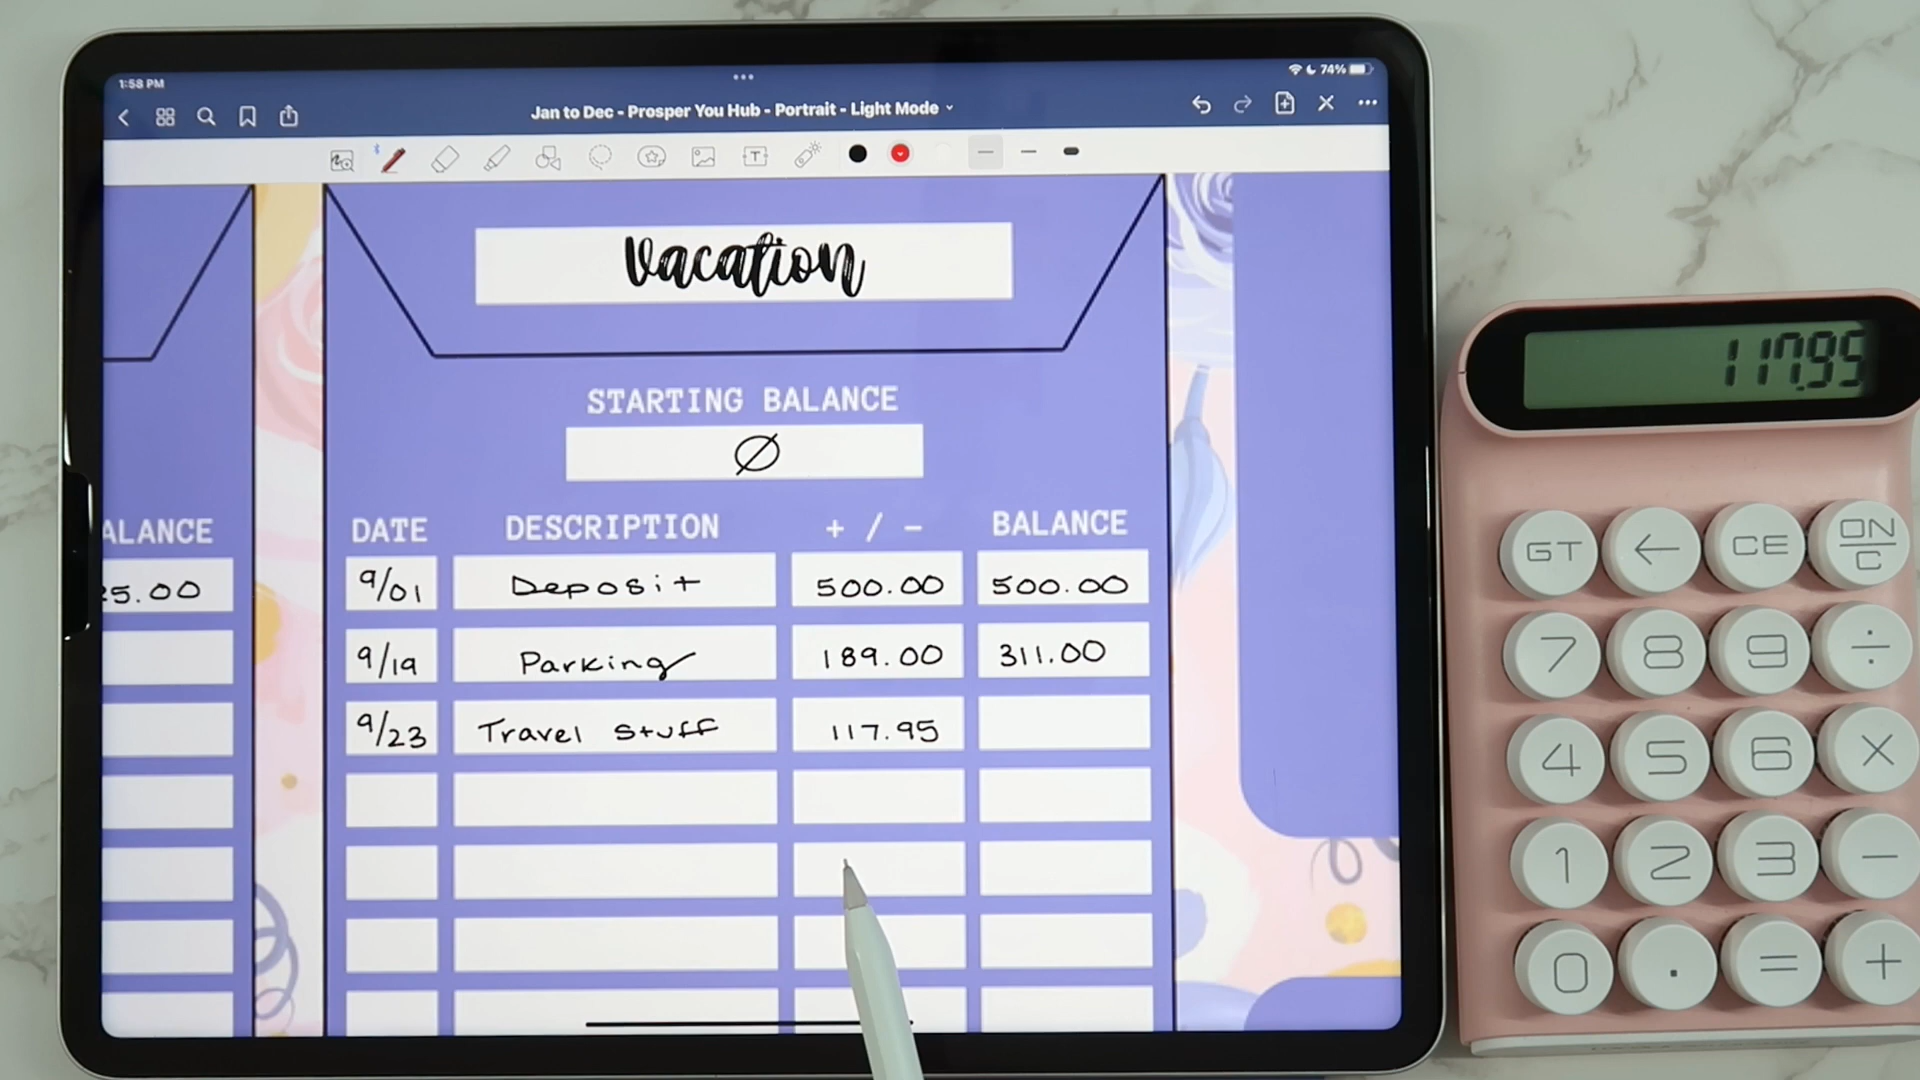 1:58 PM
74%
Jan to Dec - Prosper You Hub - Portrait - Light Mode
T
Vacation
STARTING BALANCE
Ø
ALANCE
DATE DESCRIPTION + / - BALANCE
25.00
9/01 Deposit 500.00 500.00
9/19 Parking 189.00 311.00
9/23 Travel Stuff 117.95
117.95
GT ← CE ON/C
7 8 9 ÷
4 5 6 ×
1 2 3 −
0 . = +